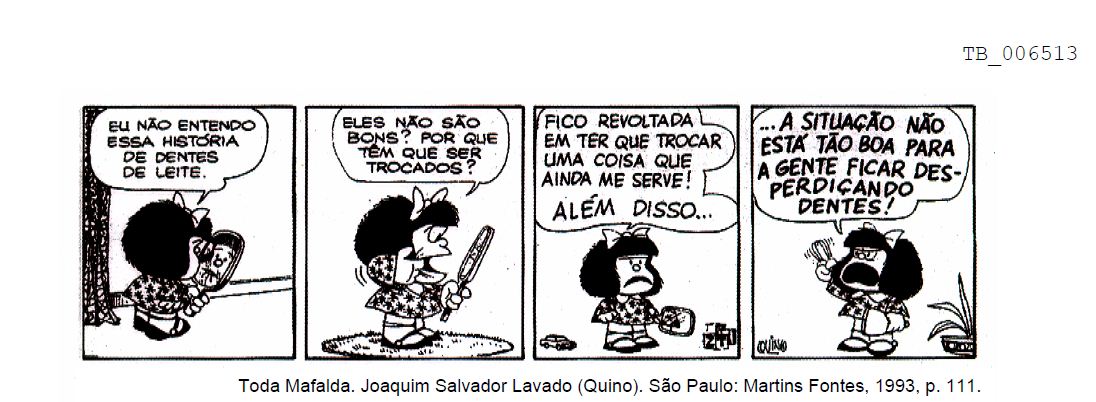 TB_006513
EU NÃO ENTENDO
ESSA HISTÓRIA
DE DENTES
DE LEITE.
ELES NÃO SÃO
BONS? POR QUE
TÊM QUE SER
TROCADOS?
FICO REVOLTADA
EM TER QUE TROCAR
UMA COISA QUE
AINDA ME SERVE!
ALÉM DISSO...
...A SITUAÇÃO NÃO
ESTÁ TÃO BOA PARA
A GENTE FICAR DES-
PERDIÇANDO
DENTES!
QUINO
Toda Mafalda. Joaquim Salvador Lavado (Quino). São Paulo: Martins Fontes, 1993, p. 111.